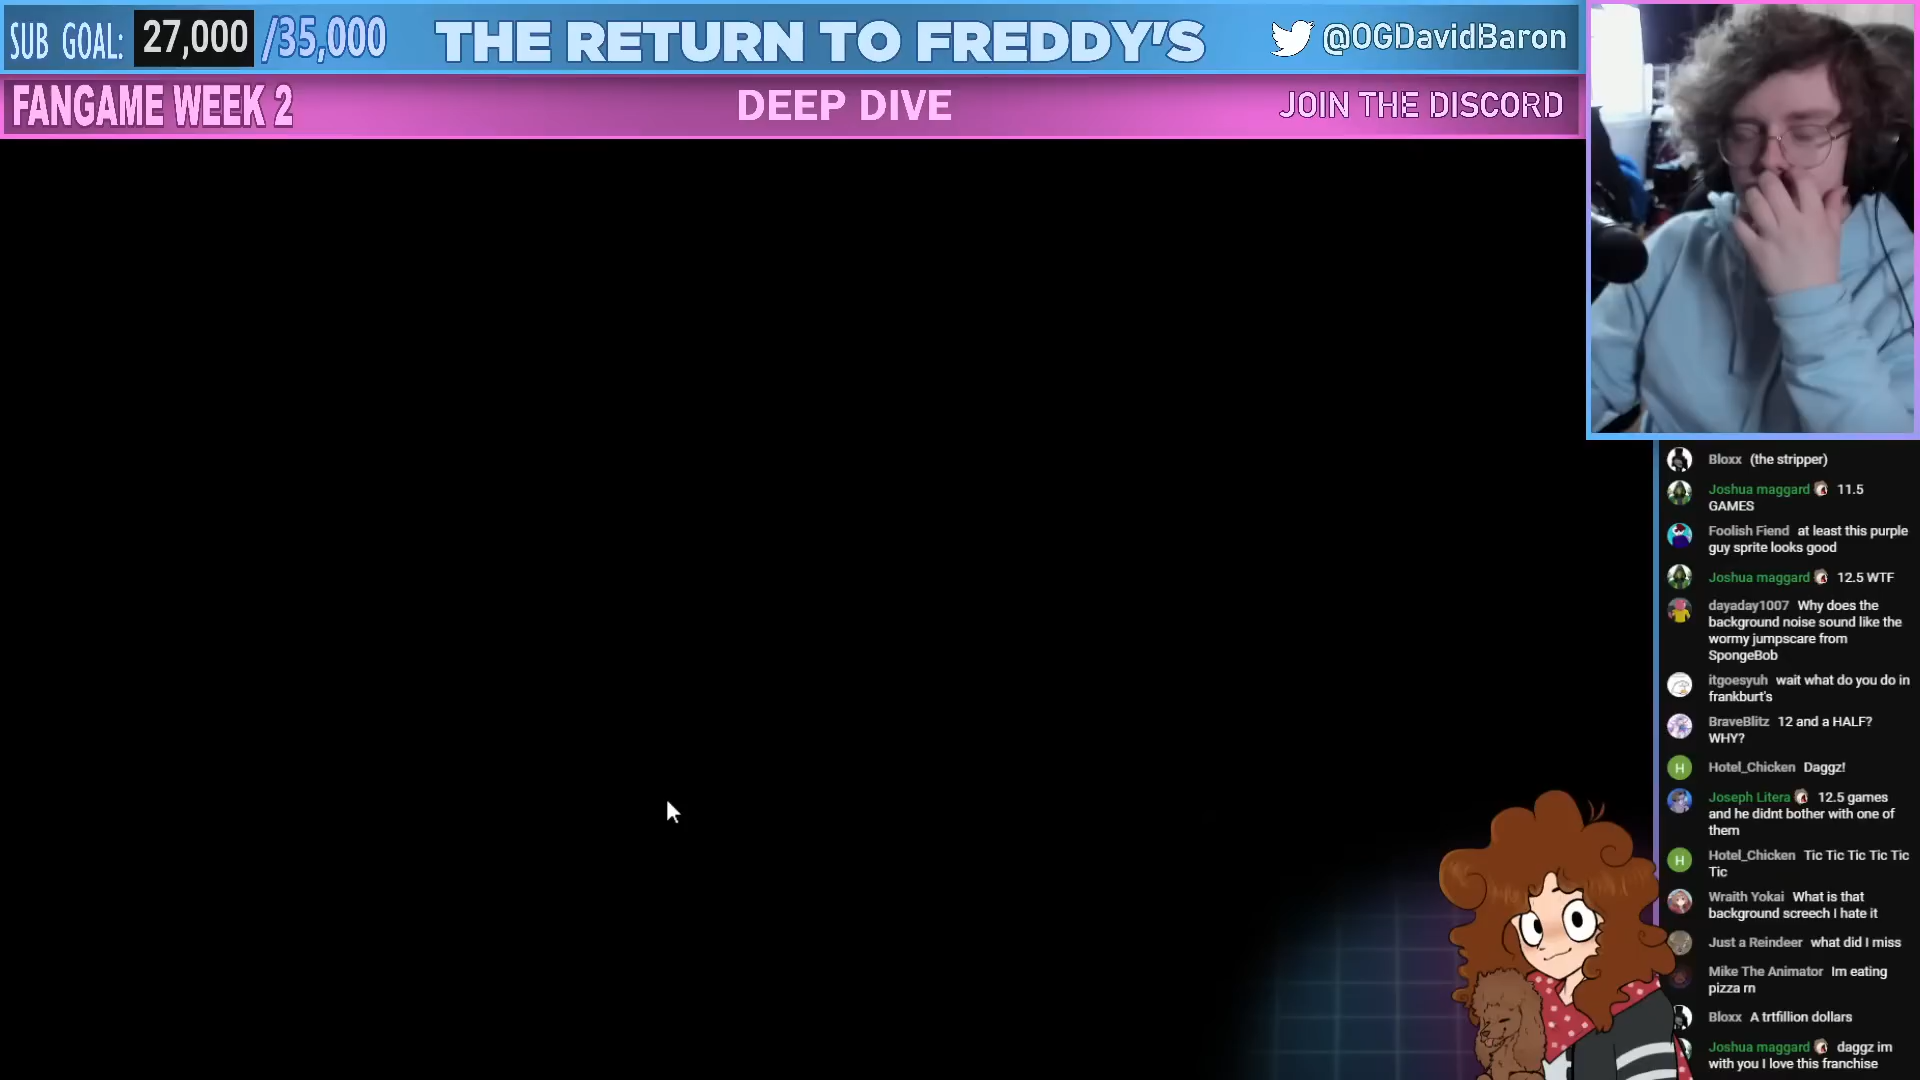 SUB GOAL: 27,000 /35,000
THE RETURN TO FREDDY'S
@OGDavidBaron
FANGAME WEEK 2
DEEP DIVE
JOIN THE DISCORD
Bloxx (the stripper)
Joshua maggard 11.5
GAMES
Foolish Fiend at least this purple
guy sprite looks good
Joshua maggard 12.5 WTF
dayaday1007 Why does the
background noise sound like the
wormy jumpscare from
SpongeBob
itgoesyuh wait what do you do in
frankburt's
BraveBlitz 12 and a HALF?
WHY?
H
Hotel_Chicken Daggz!
Joseph Litera 12.5 games
and he didnt bother with one of
them
H
Hotel_Chicken Tic Tic Tic Tic Tic
Tic
Wraith Yokai What is that
background screech I hate it
Just a Reindeer what did I miss
Mike The Animator Im eating
pizza rn
Bloxx A trtfillion dollars
Joshua maggard daggz im
with you I love this franchise